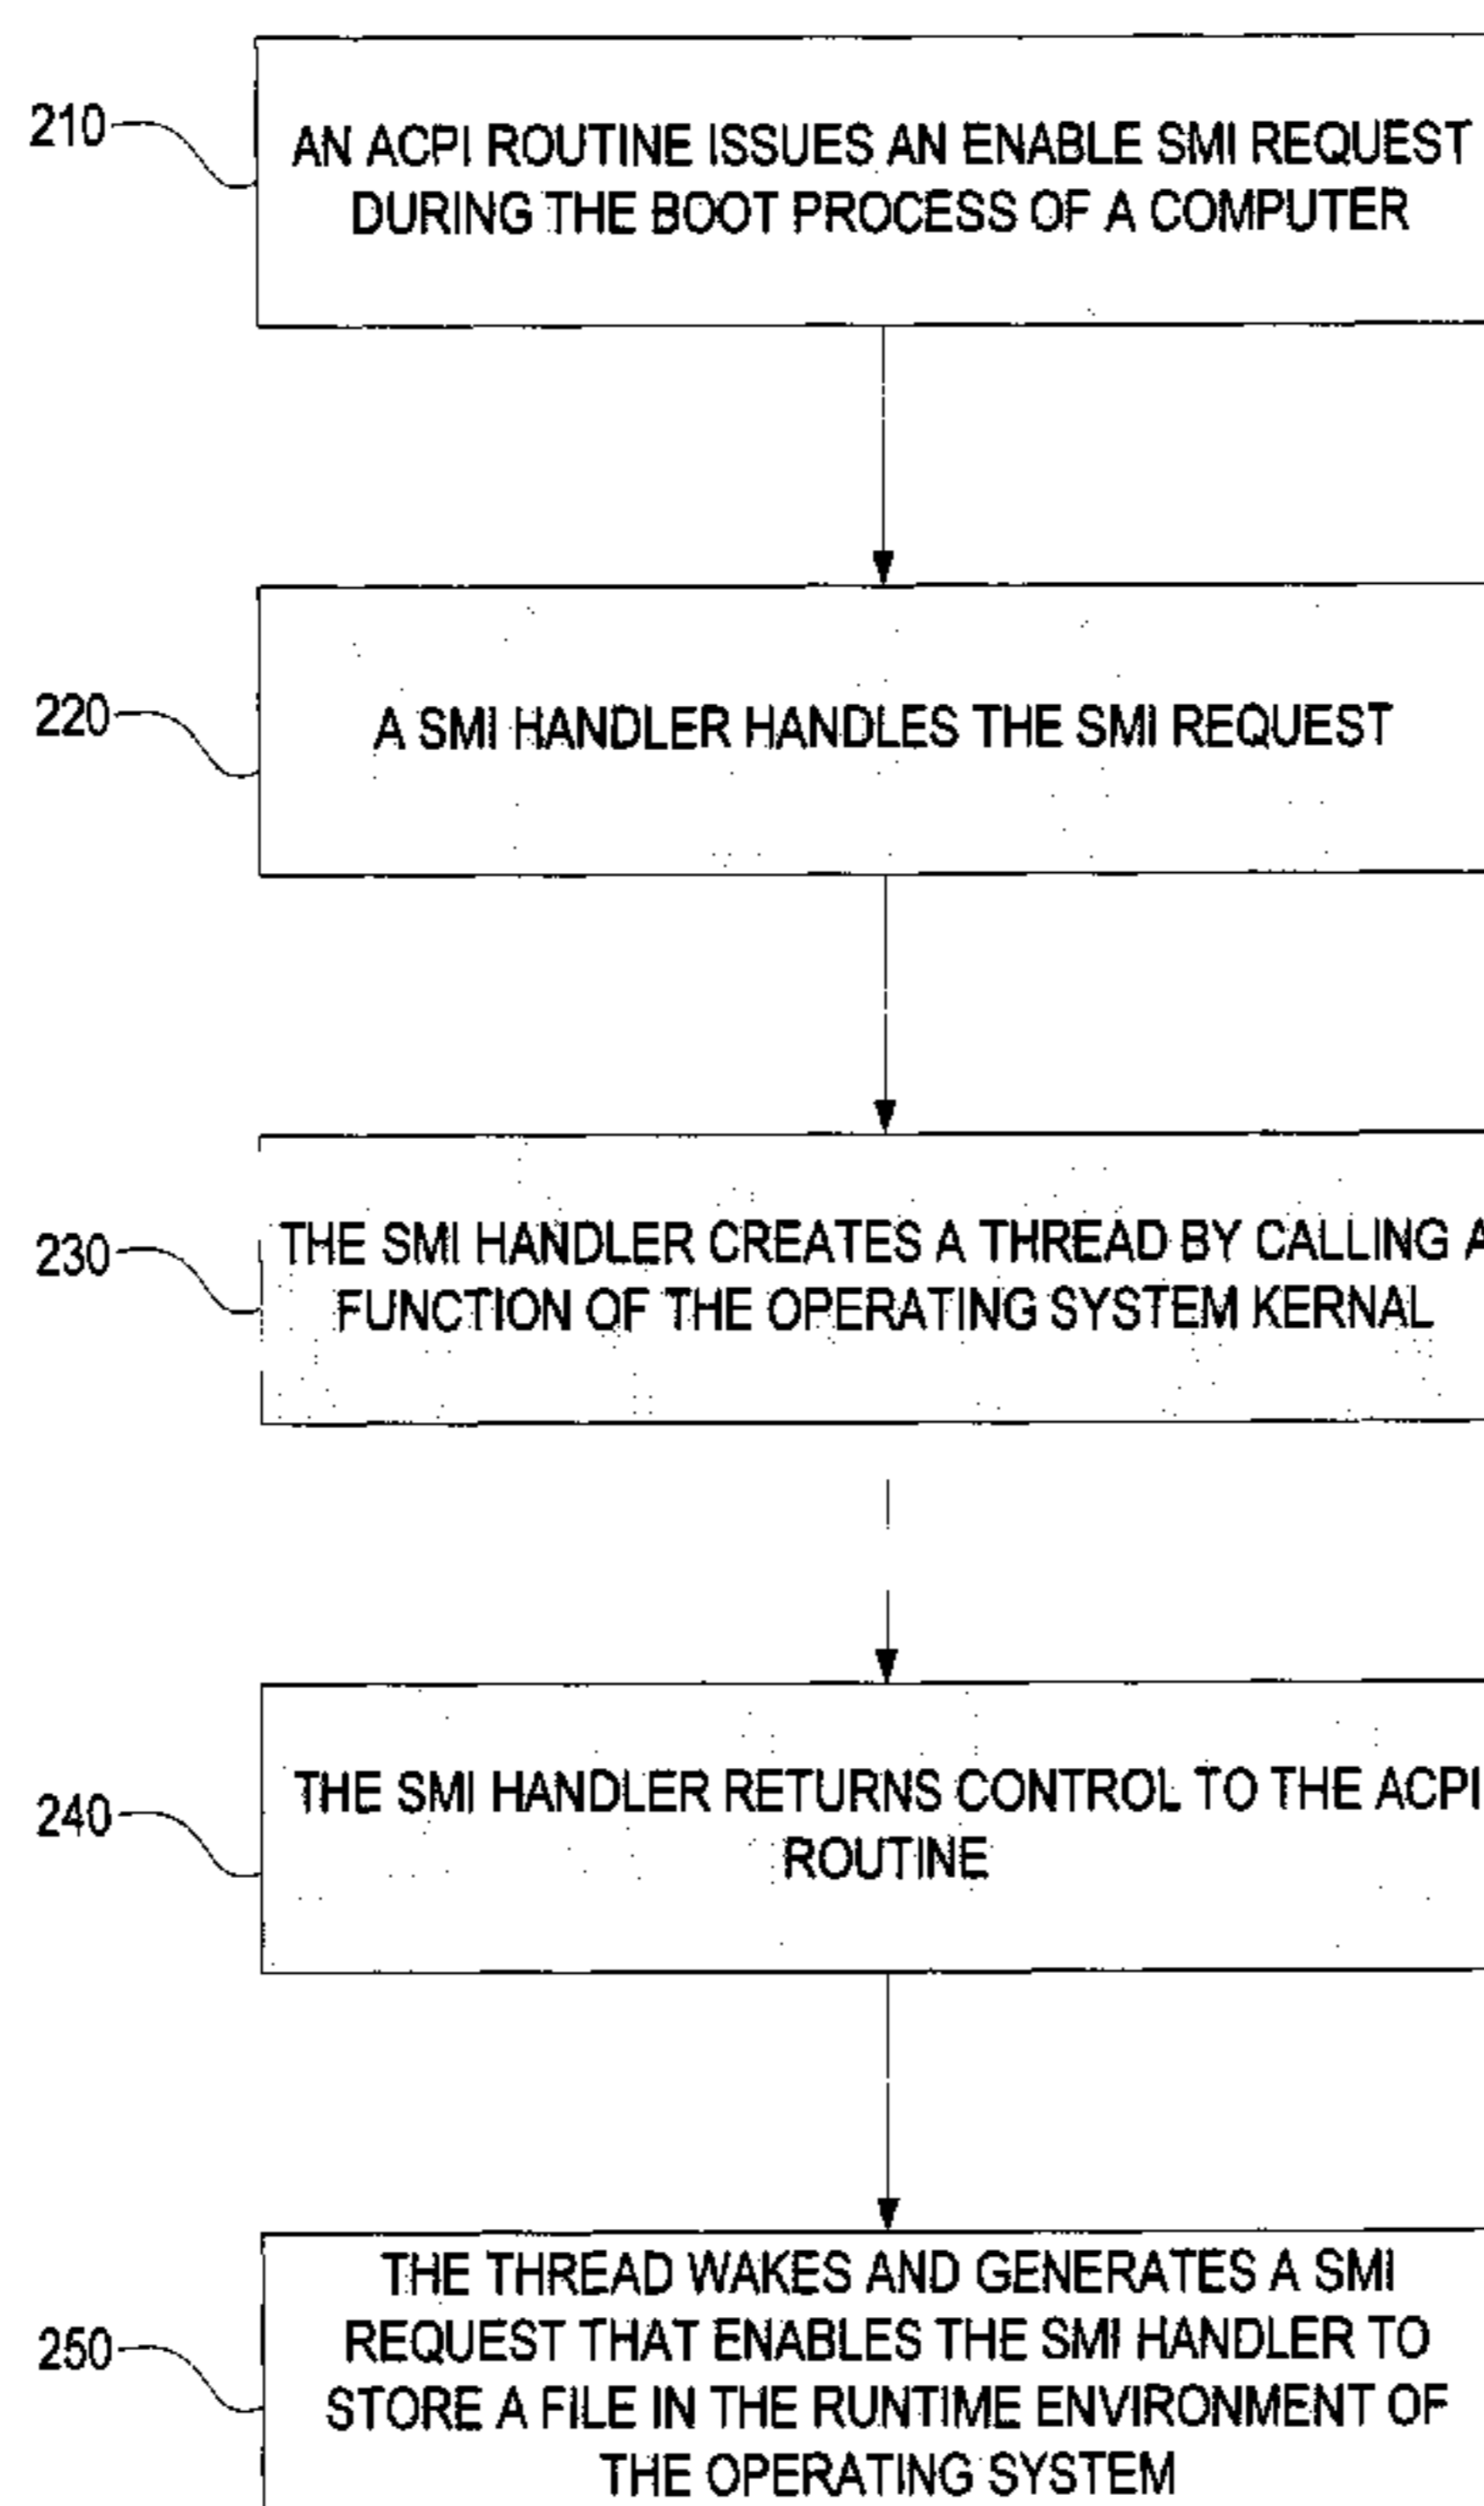 210
AN ACPI ROUTINE ISSUES AN ENABLE SMI REQUEST
DURING THE BOOT PROCESS OF A COMPUTER
220
A SMI HANDLER HANDLES THE SMI REQUEST
230
THE SMI HANDLER CREATES A THREAD BY CALLING A
FUNCTION OF THE OPERATING SYSTEM KERNAL
240
THE SMI HANDLER RETURNS CONTROL TO THE ACPI
ROUTINE
250
THE THREAD WAKES AND GENERATES A SMI
REQUEST THAT ENABLES THE SMI HANDLER TO
STORE A FILE IN THE RUNTIME ENVIRONMENT OF
THE OPERATING SYSTEM